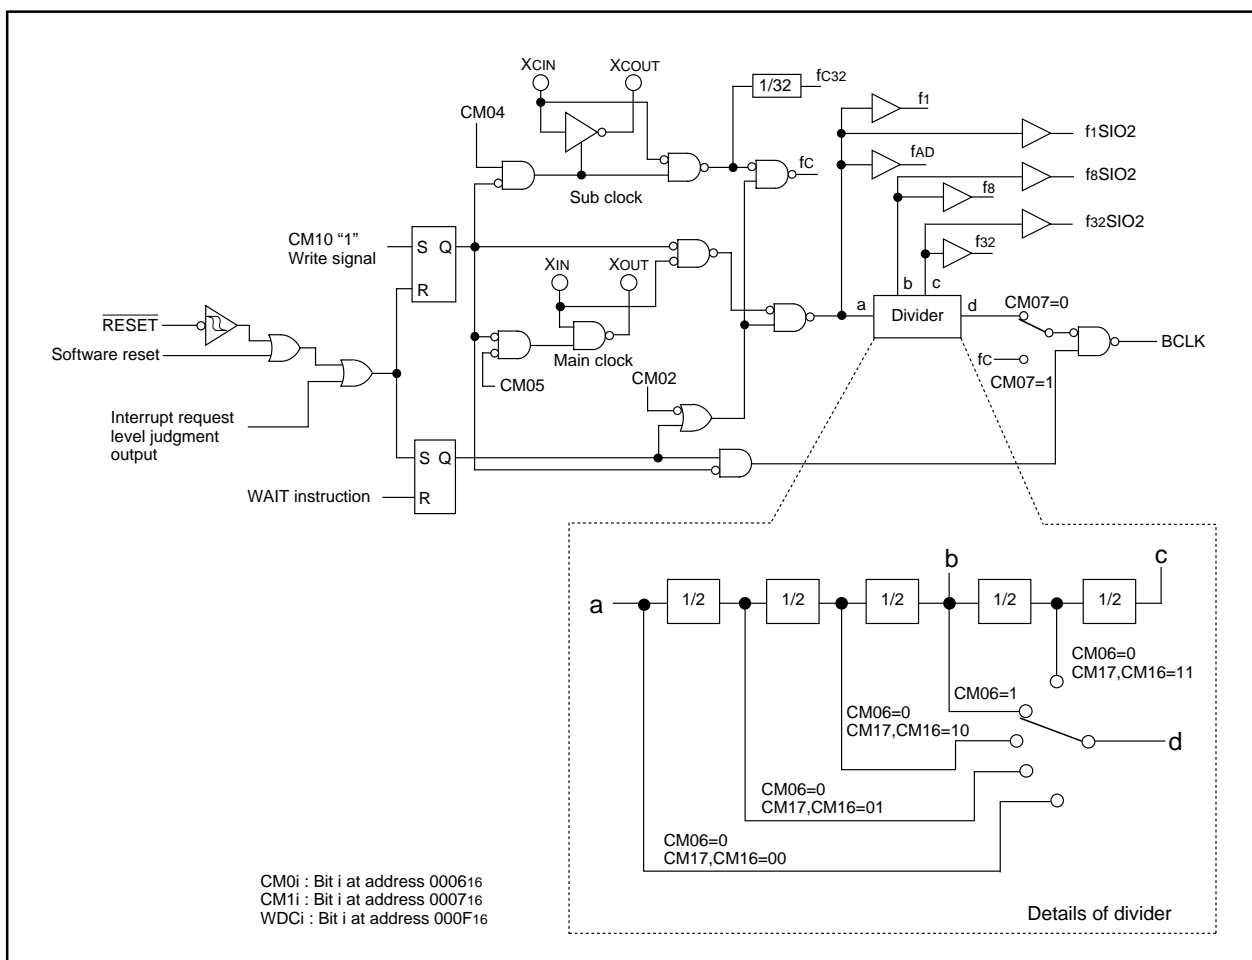 XCIN
XCOUT
1/32
fC32
CM04
f1
f1SIO2
fAD
fC
f8SIO2
f8
Sub clock
f32SIO2
f32
CM10 “1”
Write signal
S Q
R
XIN
XOUT
b
c
a
Divider
d
CM07=0
BCLK
RESET
Software reset
Main clock
CM05
CM02
fC
CM07=1
Interrupt request
level judgment
output
S Q
R
WAIT instruction
a
1/2
1/2
1/2
b
1/2
1/2
c
CM06=0
CM17,CM16=11
CM06=1
CM06=0
CM17,CM16=10
d
CM06=0
CM17,CM16=01
CM06=0
CM17,CM16=00
CM0i : Bit i at address 000616
CM1i : Bit i at address 000716
WDCi : Bit i at address 000F16
Details of divider